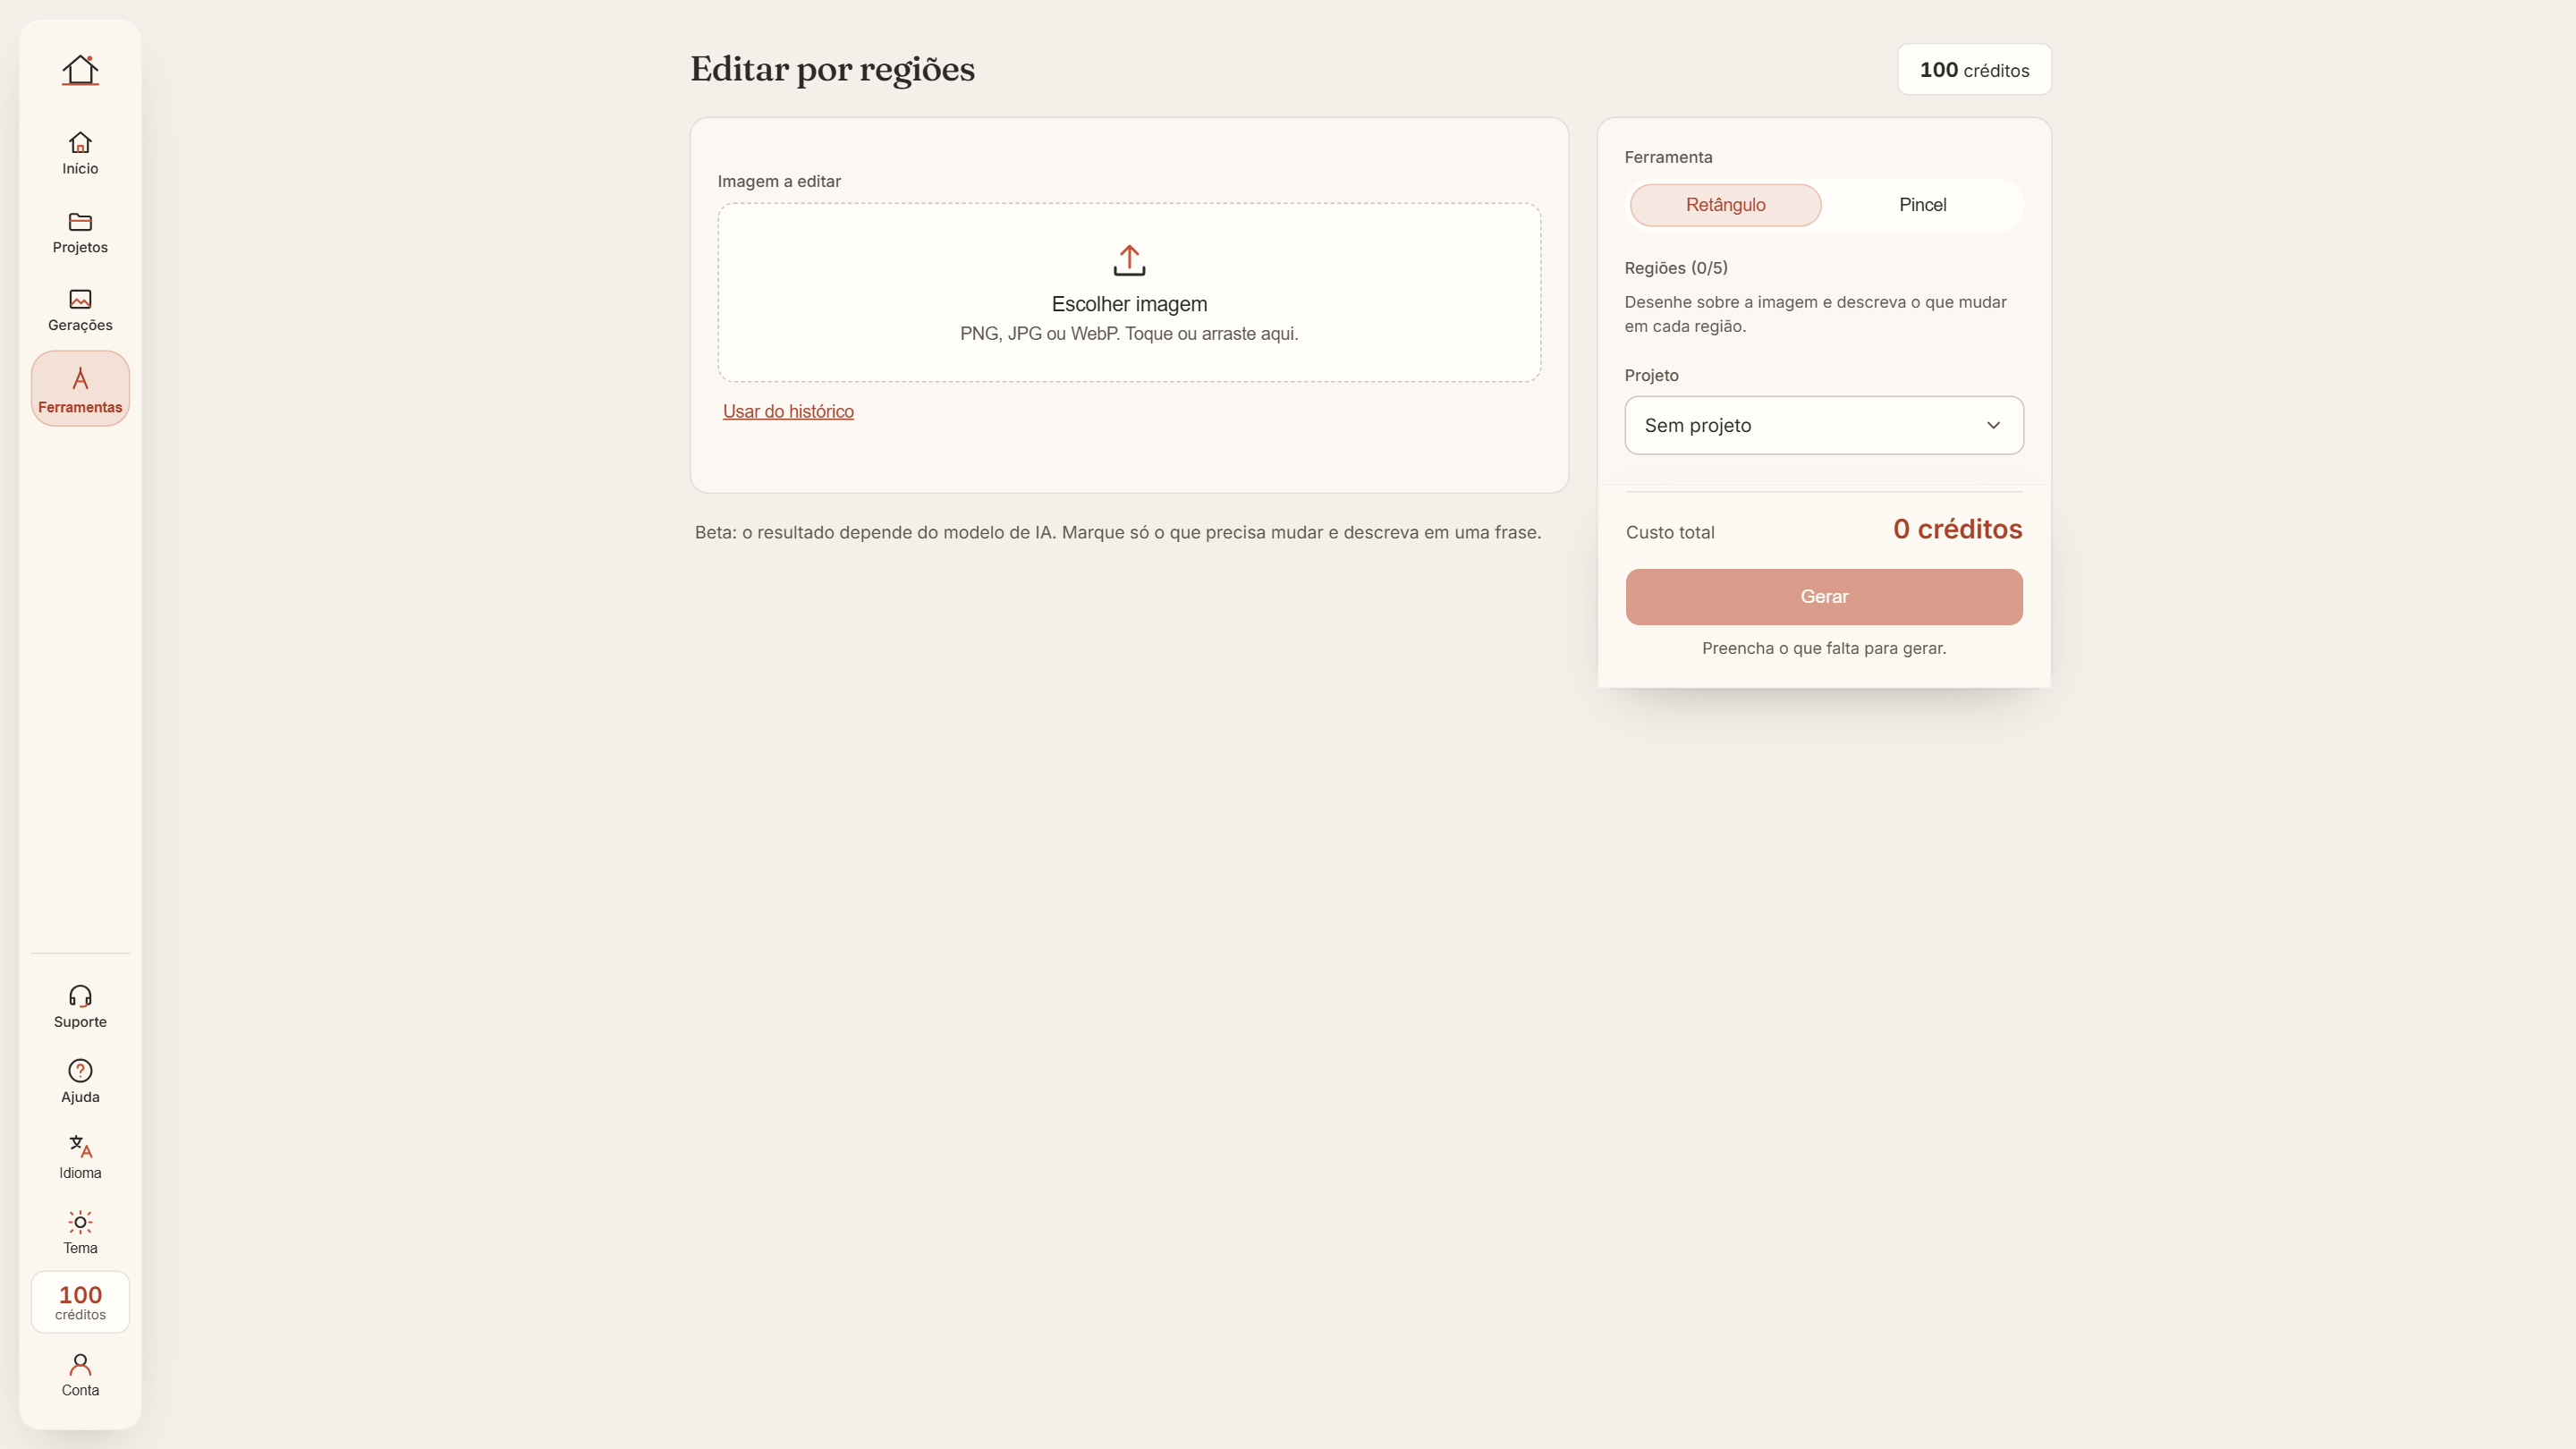 Início
Projetos
Gerações
Ferramentas
Suporte
Ajuda
Idioma
Tema
100
créditos
Conta
Editar por regiões
100 créditos
Imagem a editar
Escolher imagem
PNG, JPG ou WebP. Toque ou arraste aqui.
Usar do histórico
Beta: o resultado depende do modelo de IA. Marque só o que precisa mudar e descreva em uma frase.
Ferramenta
Retângulo
Pincel
Regiões (0/5)
Desenhe sobre a imagem e descreva o que mudar
em cada região.
Projeto
Sem projeto
Custo total
0 créditos
Gerar
Preencha o que falta para gerar.